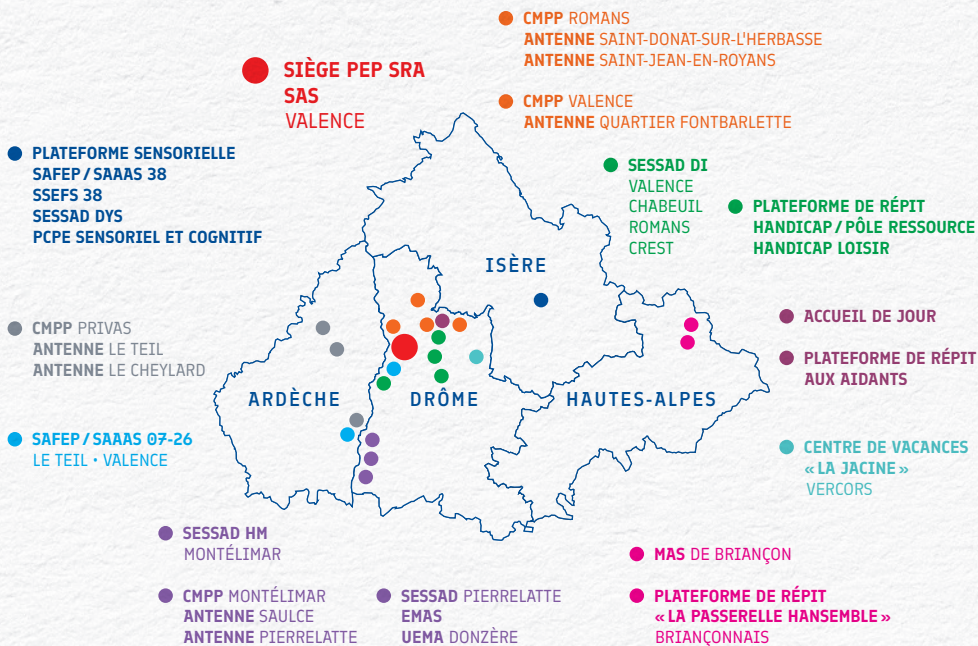 CMPP ROMANS
ANTENNE SAINT-DONAT-SUR-L'HERBASSE
ANTENNE SAINT-JEAN-EN-ROYANS
SIÈGE PEP SRA
SAS
VALENCE
CMPP VALENCE
ANTENNE QUARTIER FONTBARLETTE
PLATEFORME SENSORIELLE
SAFEP / SAAAS 38
SSEFS 38
SESSAD DYS
PCPE SENSORIEL ET COGNITIF
SESSAD DI
VALENCE
CHABEUIL
ROMANS
CREST
PLATEFORME DE RÉPIT
HANDICAP / PÔLE RESSOURCE
HANDICAP LOISIR
ISÈRE
CMPP PRIVAS
ANTENNE LE TEIL
ANTENNE LE CHEYLARD
ACCUEIL DE JOUR
PLATEFORME DE RÉPIT
AUX AIDANTS
ARDÈCHE
DRÔME
HAUTES-ALPES
SAFEP / SAAAS 07-26
LE TEIL • VALENCE
CENTRE DE VACANCES
« LA JACINE »
VERCORS
SESSAD HM
MONTÉLIMAR
MAS DE BRIANÇON
CMPP MONTÉLIMAR
ANTENNE SAULCE
ANTENNE PIERRELATTE
SESSAD PIERRELATTE
EMAS
UEMA DONZÈRE
PLATEFORME DE RÉPIT
« LA PASSERELLE HANSEMBLE »
BRIANÇONNAIS